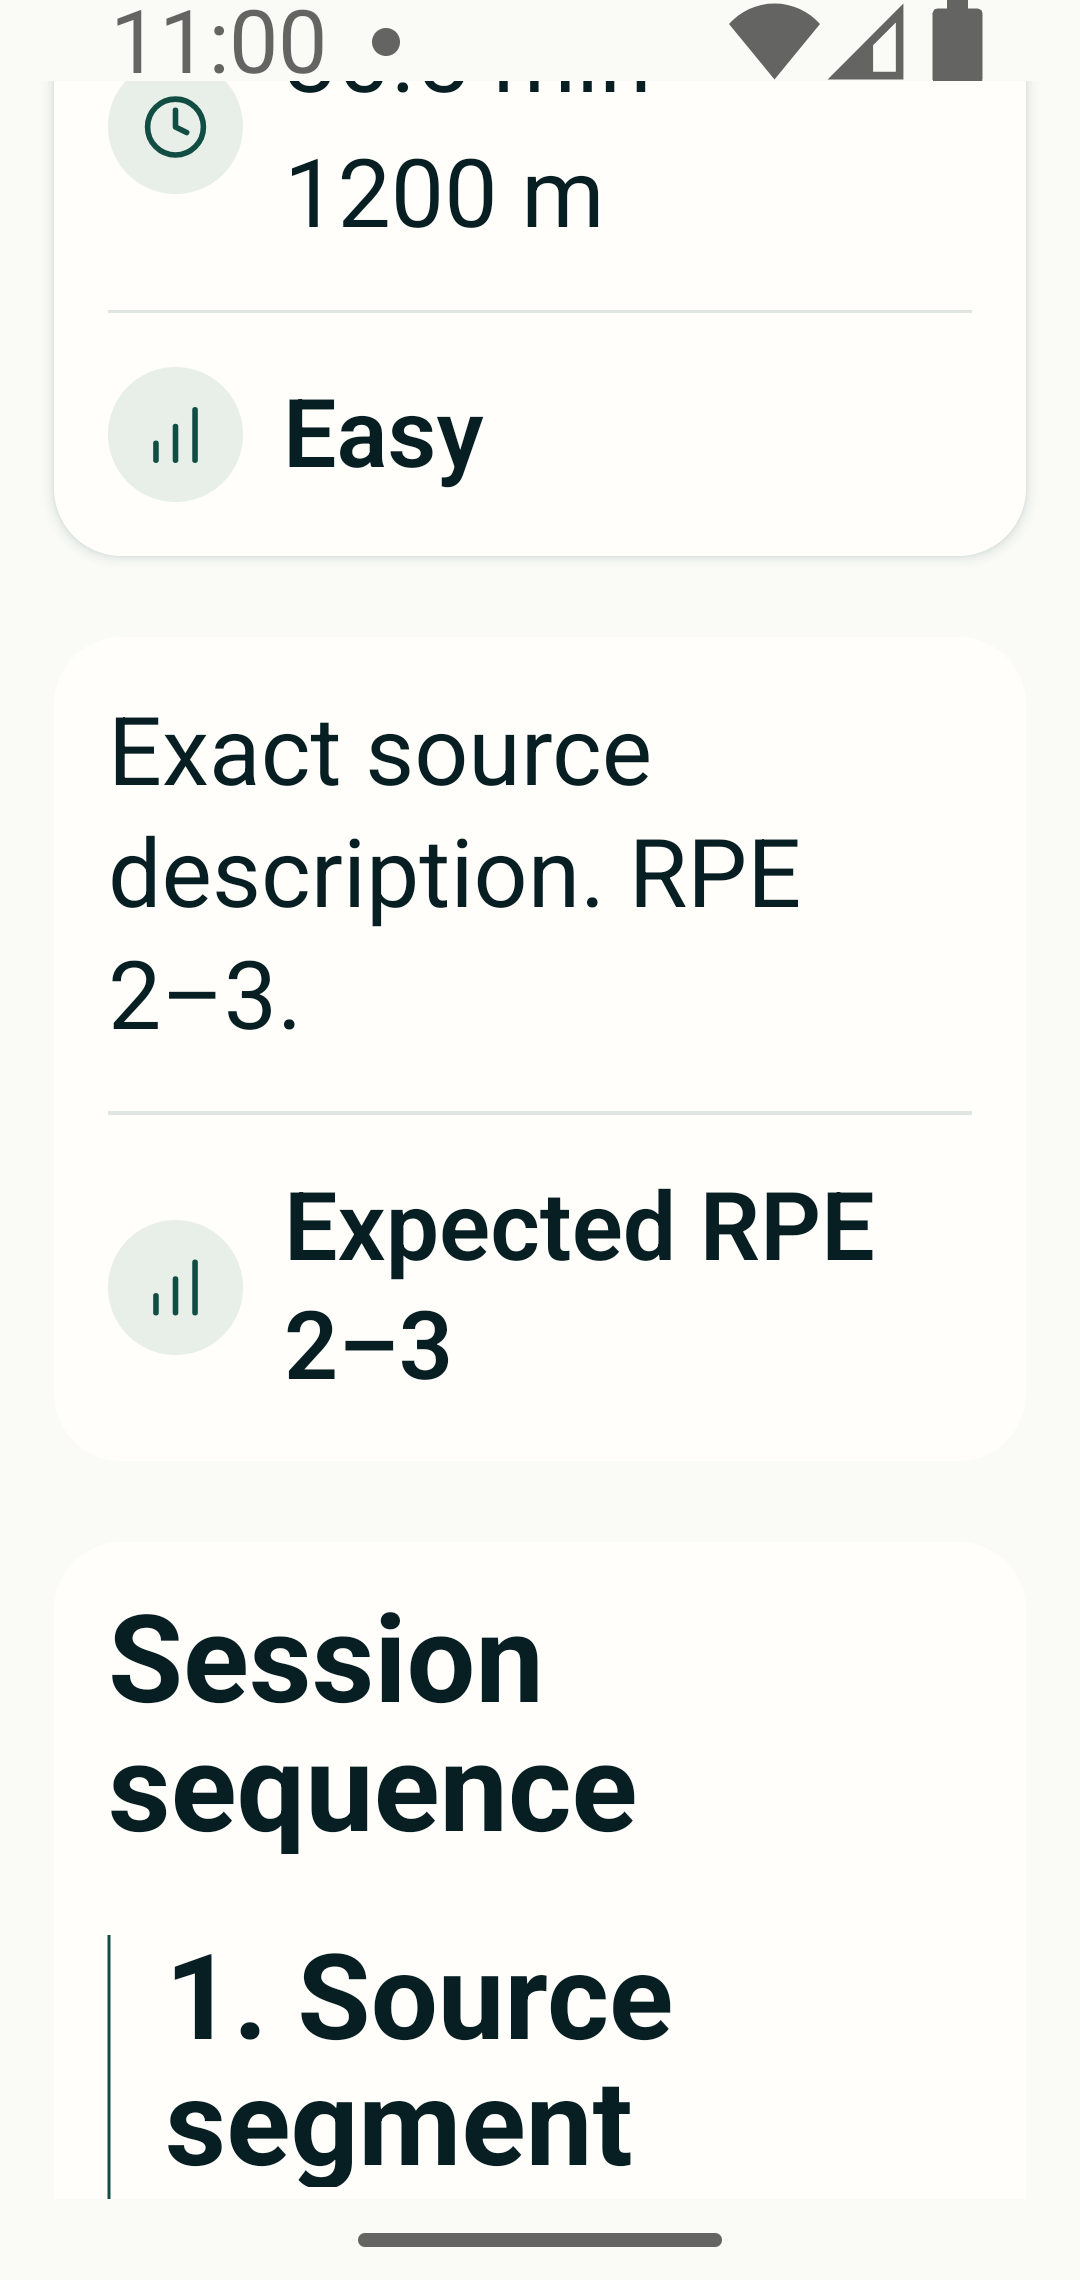 11:00
min
1200 m
Easy
Exact source
description. RPE
2–3.
Expected RPE
2–3
Session
sequence
1. Source
segment